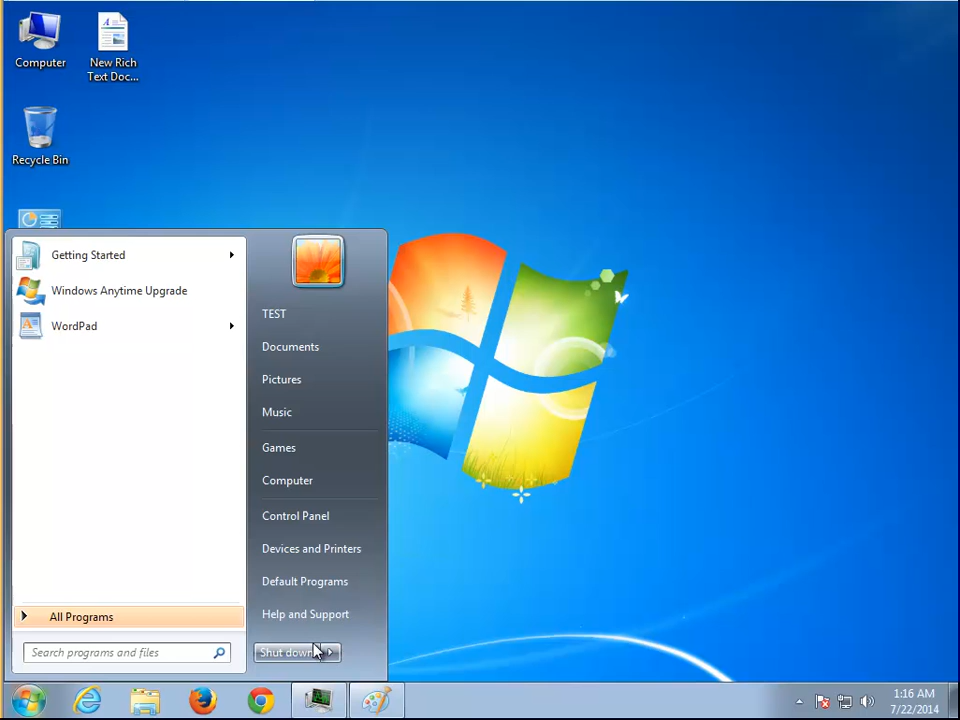 Computer
New Rich
Text Doc...
Recycle Bin
Getting Started
Windows Anytime Upgrade
WordPad
All Programs
Search programs and files
TEST
Documents
Pictures
Music
Games
Computer
Control Panel
Devices and Printers
Default Programs
Help and Support
Shut down
1:16 AM
7/22/2014